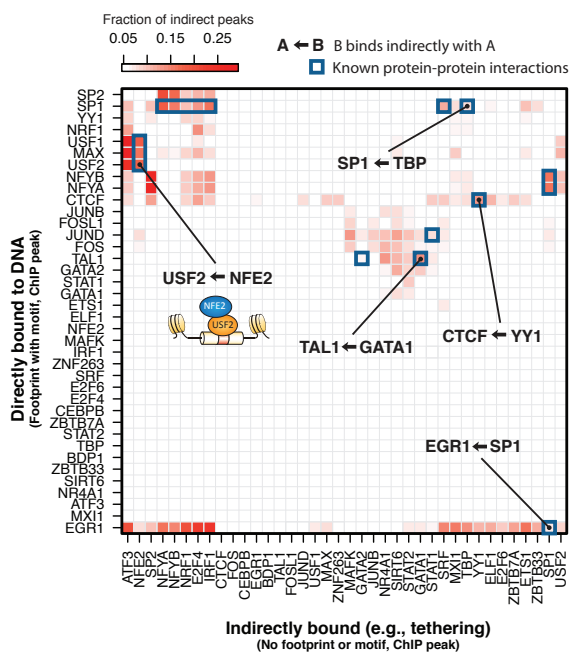 Fraction of indirect peaks
0.05 0.15 0.25
A ← B B binds indirectly with A
Known protein-protein interactions
Directly bound to DNA
(Footprint with motif, ChIP peak)
SP2
SP1
YY1
NRF1
USF1
MAX
USF2
NFYB
NFYA
CTCF
JUNB
FOSL1
JUND
FOS
TAL1
GATA2
STAT1
GATA1
ETS1
ELF1
NFE2
MAFK
IRF1
ZNF263
SRF
E2F6
E2F4
CEBPB
ZBTB7A
STAT2
TBP
BDP1
ZBTB33
SIRT6
NR4A1
ATF3
MXI1
EGR1
SP1 ← TBP
USF2 ← NFE2
NFE2
USF2
TAL1 ← GATA1
CTCF ← YY1
EGR1 ← SP1
ATF3
NFE2
SP2
NFYA
NFYB
NRF1
E2F4
IRF1
CTCF
FOS
CEBPB
EGR1
BDP1
TAL1
FOSL1
JUND
USF1
MAX
ZNF263
MAFK
GATA2
JUNB
NR4A1
SIRT6
STAT2
GATA1
STAT1
SRF
MXI1
TBP
YY1
ELF1
E2F6
ZBTB7A
ETS1
ZBTB33
SP1
USF2
Indirectly bound (e.g., tethering)
(No footprint or motif, ChIP peak)